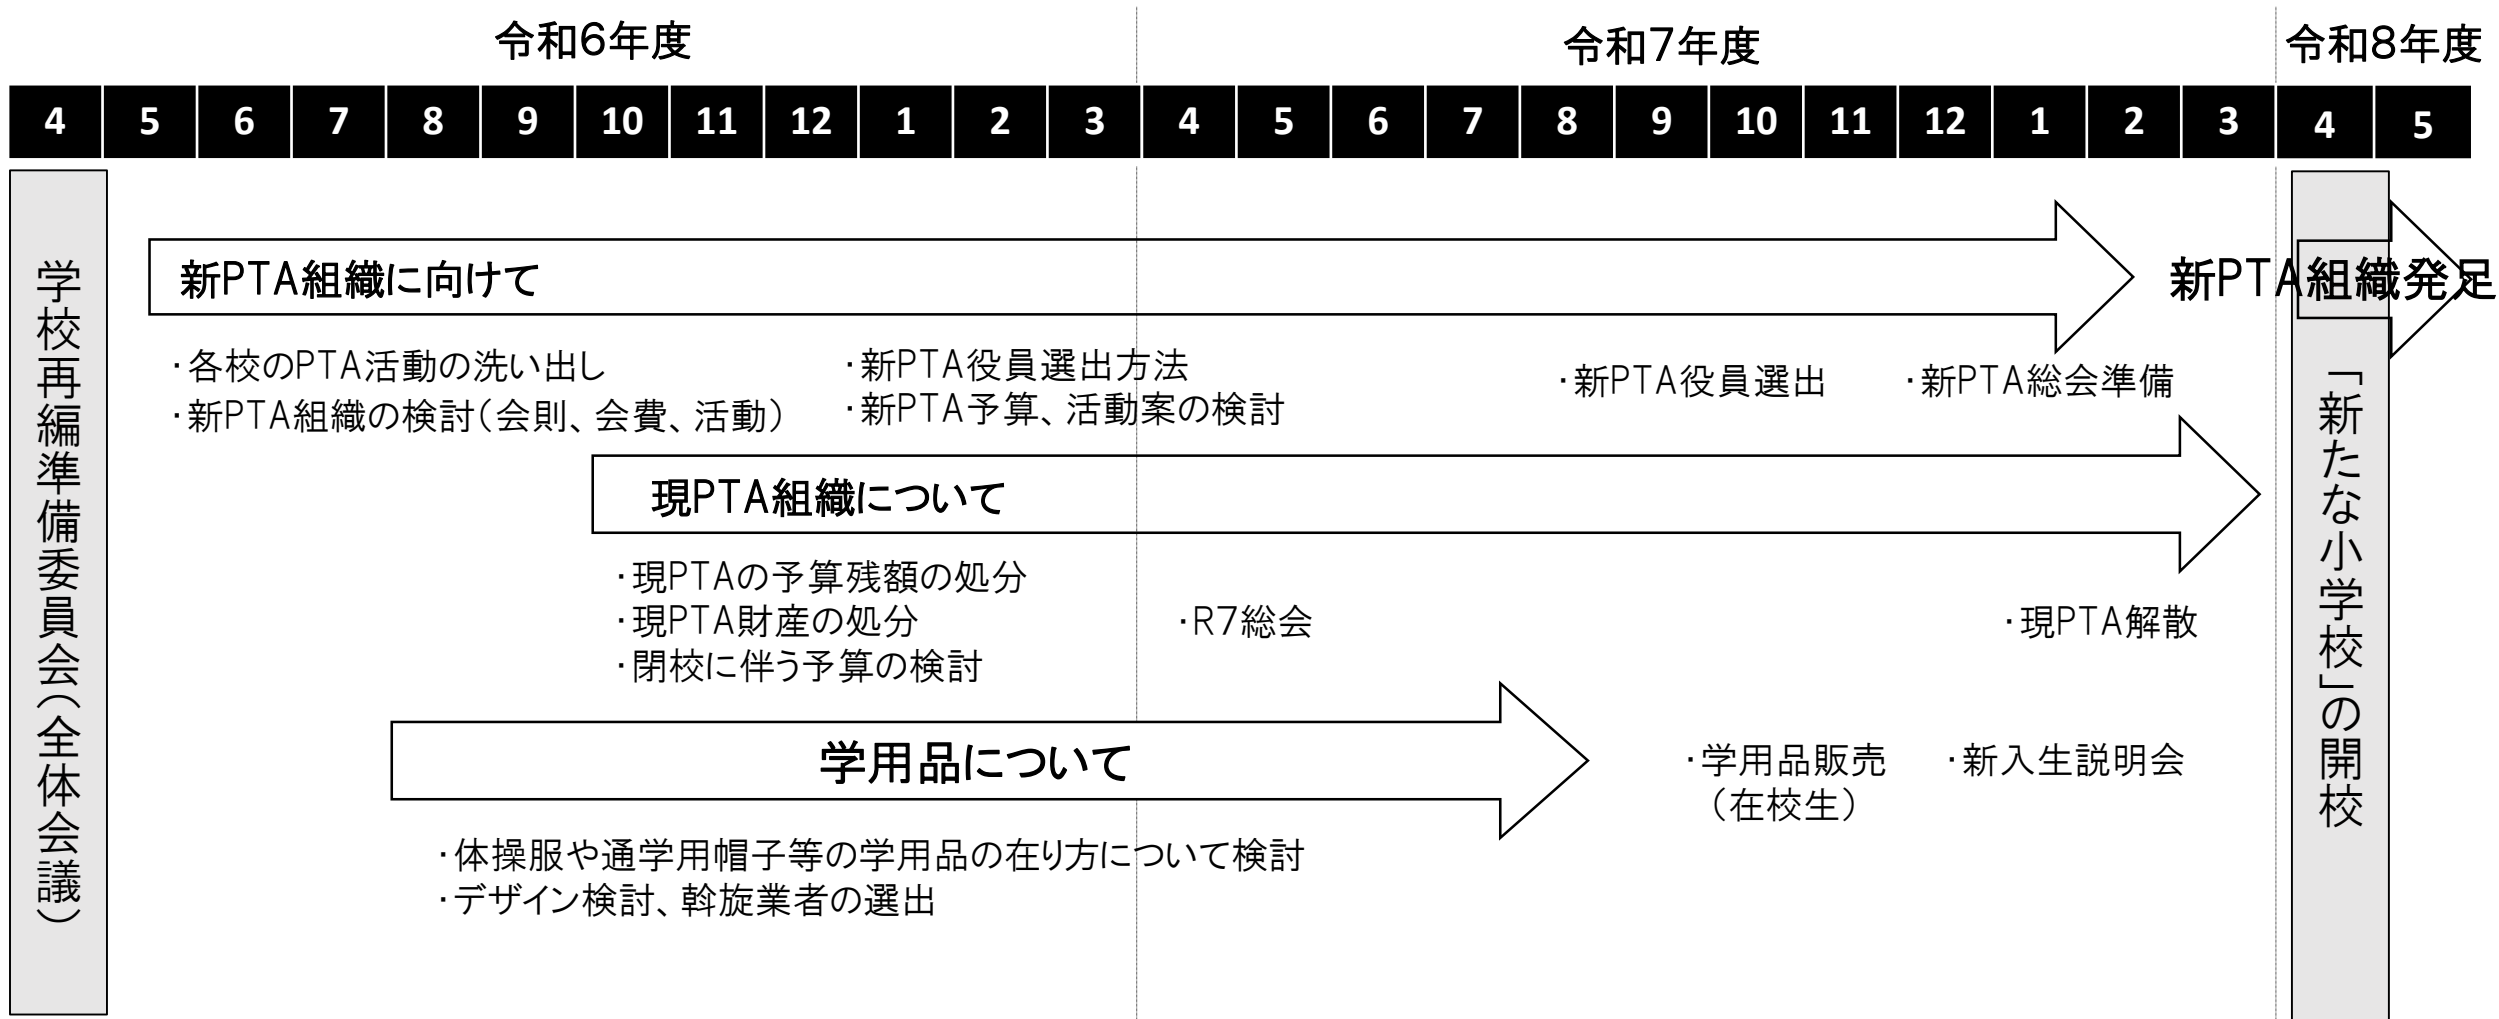 令和6年度
令和7年度
令和8年度
4 5 6 7 8 9 10 11 12 1 2 3 4 5 6 7 8 9 10 11 12 1 2 3 4 5
学校再編準備委員会（全体会議）
新PTA組織に向けて
新PTA組織発足
・各校のPTA活動の洗い出し
・新PTA組織の検討（会則、会費、活動）
・新PTA役員選出方法
・新PTA予算、活動案の検討
・新PTA役員選出
・新PTA総会準備
現PTA組織について
・現PTAの予算残額の処分
・現PTA財産の処分
・閉校に伴う予算の検討
・R7総会
・現PTA解散
学用品について
・学用品販売
（在校生）
・新入生説明会
・体操服や通学用帽子等の学用品の在り方について検討
・デザイン検討、斡旋業者の選出
「新たな小学校」の開校